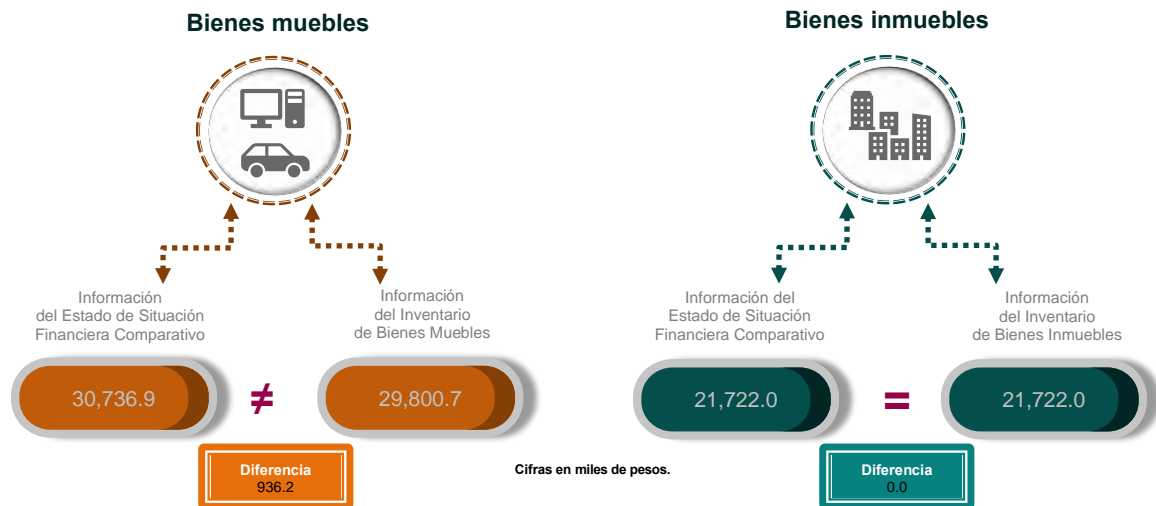 Bienes muebles
Información
del Estado de Situación
Financiera Comparativo
Información
del Inventario
de Bienes Muebles
30,736.9
≠
29,800.7
Diferencia
936.2
Cifras en miles de pesos.
Bienes inmuebles
Información del
Estado de Situación
Financiera Comparativo
Información
del Inventario
de Bienes Inmuebles
21,722.0
=
21,722.0
Diferencia
0.0